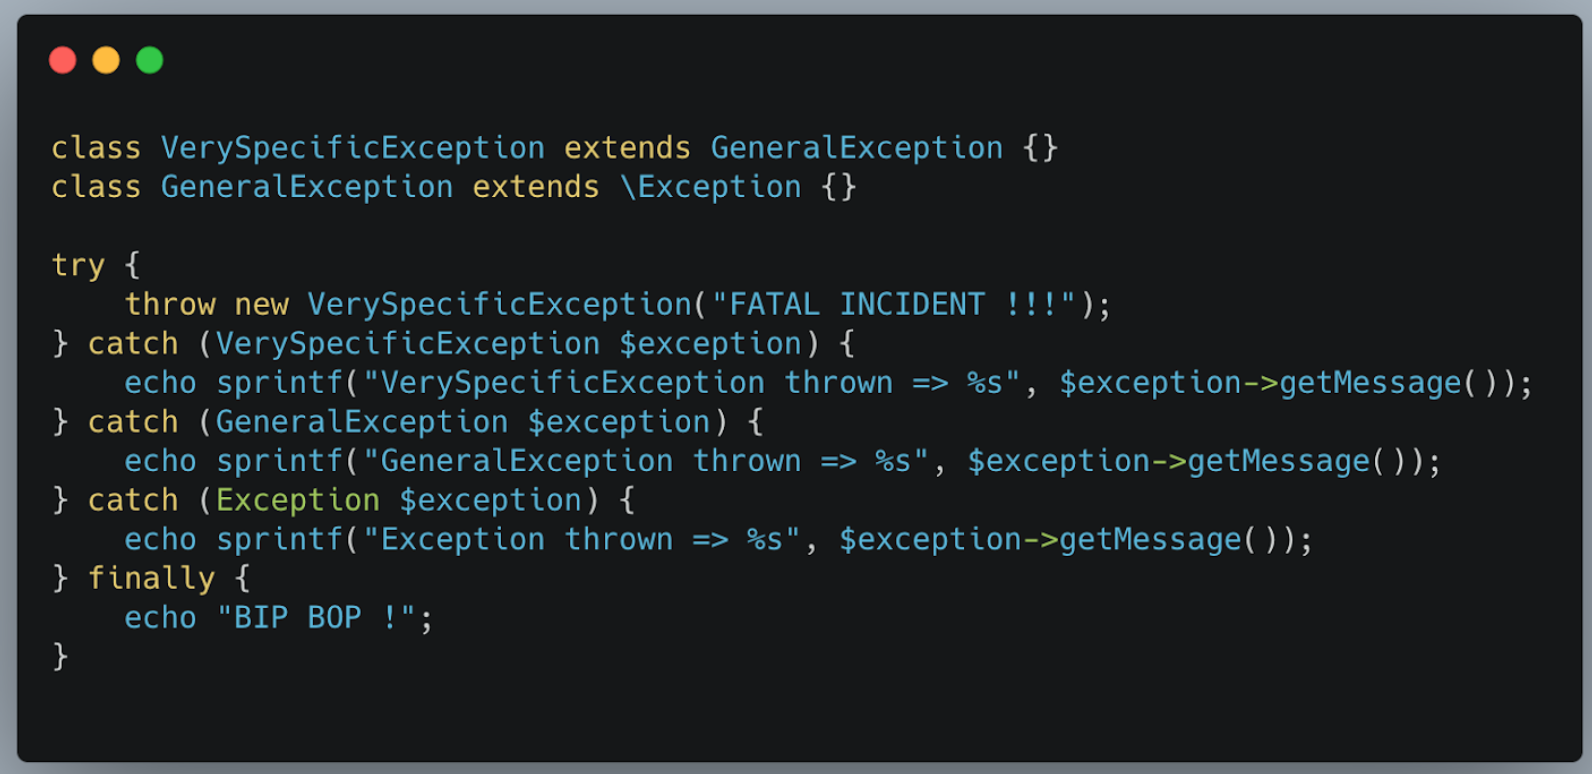 class VerySpecificException extends GeneralException {}
class GeneralException extends \Exception {}

try {
    throw new VerySpecificException("FATAL INCIDENT !!!");
} catch (VerySpecificException $exception) {
    echo sprintf("VerySpecificException thrown => %s", $exception->getMessage());
} catch (GeneralException $exception) {
    echo sprintf("GeneralException thrown => %s", $exception->getMessage());
} catch (Exception $exception) {
    echo sprintf("Exception thrown => %s", $exception->getMessage());
} finally {
    echo "BIP BOP !";
}